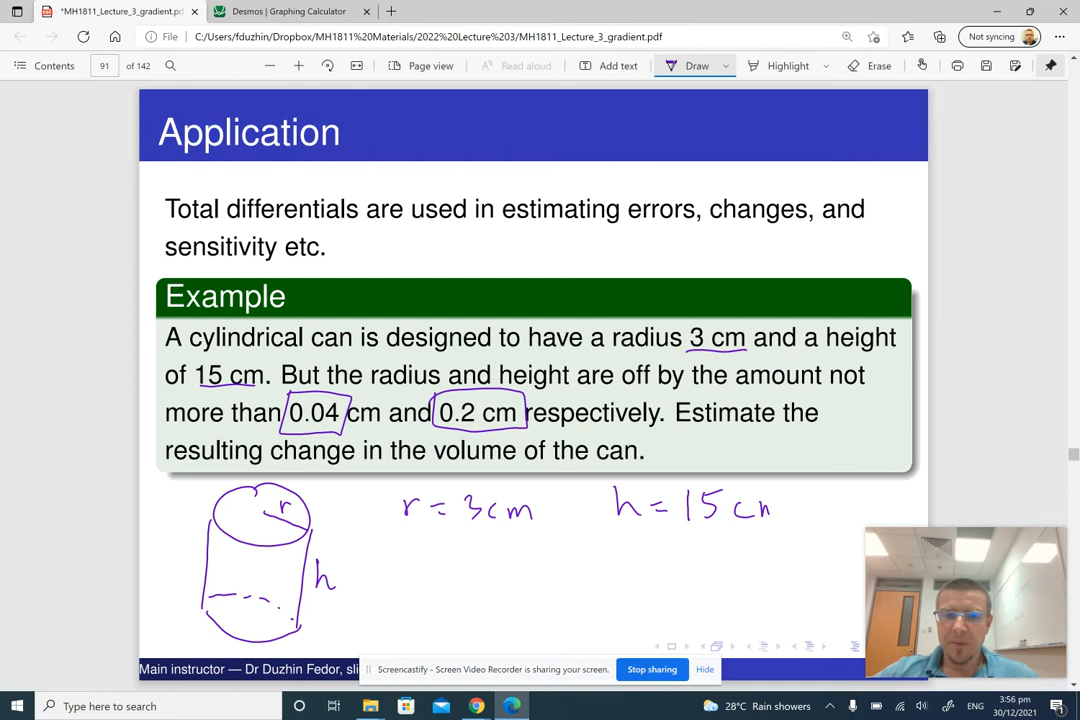 *MH1811_Lecture_3_gradient.pdf
Desmos | Graphing Calculator
File
C:/Users/fduzhin/Dropbox/MH1811%20Materials/2022%20Lecture%203/MH1811_Lecture_3_gradient.pdf
Not syncing
Contents
91 of 142
Page view
Read aloud
Add text
Draw
Highlight
Erase
Application
Total differentials are used in estimating errors, changes, and
sensitivity etc.
Example
A cylindrical can is designed to have a radius 3 cm and a height
of 15 cm. But the radius and height are off by the amount not
more than 0.04 cm and 0.2 cm respectively. Estimate the
resulting change in the volume of the can.
r
h
r = 3cm
h = 15 cm
Main instructor — Dr Duzhin Fedor, sli
Screencastify - Screen Video Recorder is sharing your screen.
Stop sharing
Hide
Type here to search
28°C Rain showers
ENG
3:56 pm
30/12/2021